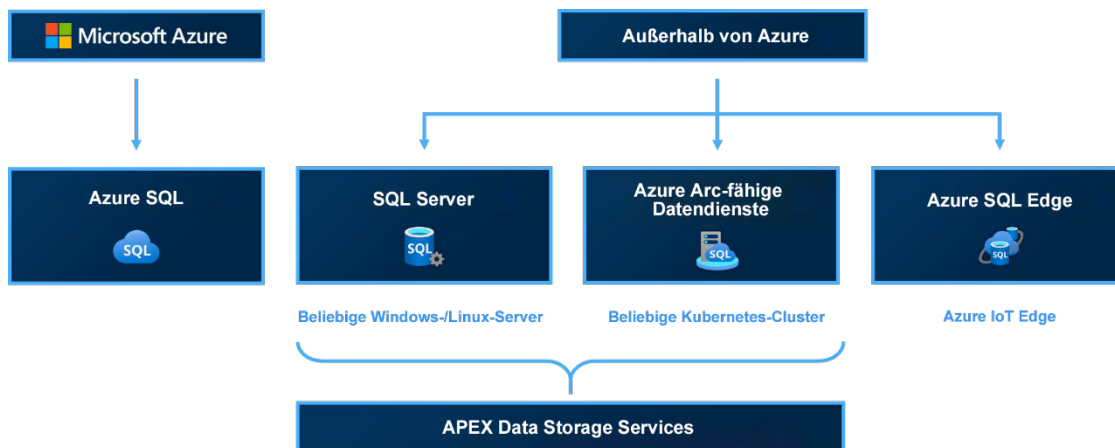 Microsoft Azure
Außerhalb von Azure
Azure SQL
SQL
SQL Server
SQL
Azure Arc-fähige
Datendienste
SQL
Azure SQL Edge
SQL
Beliebige Windows-/Linux-Server
Beliebige Kubernetes-Cluster
Azure IoT Edge
APEX Data Storage Services